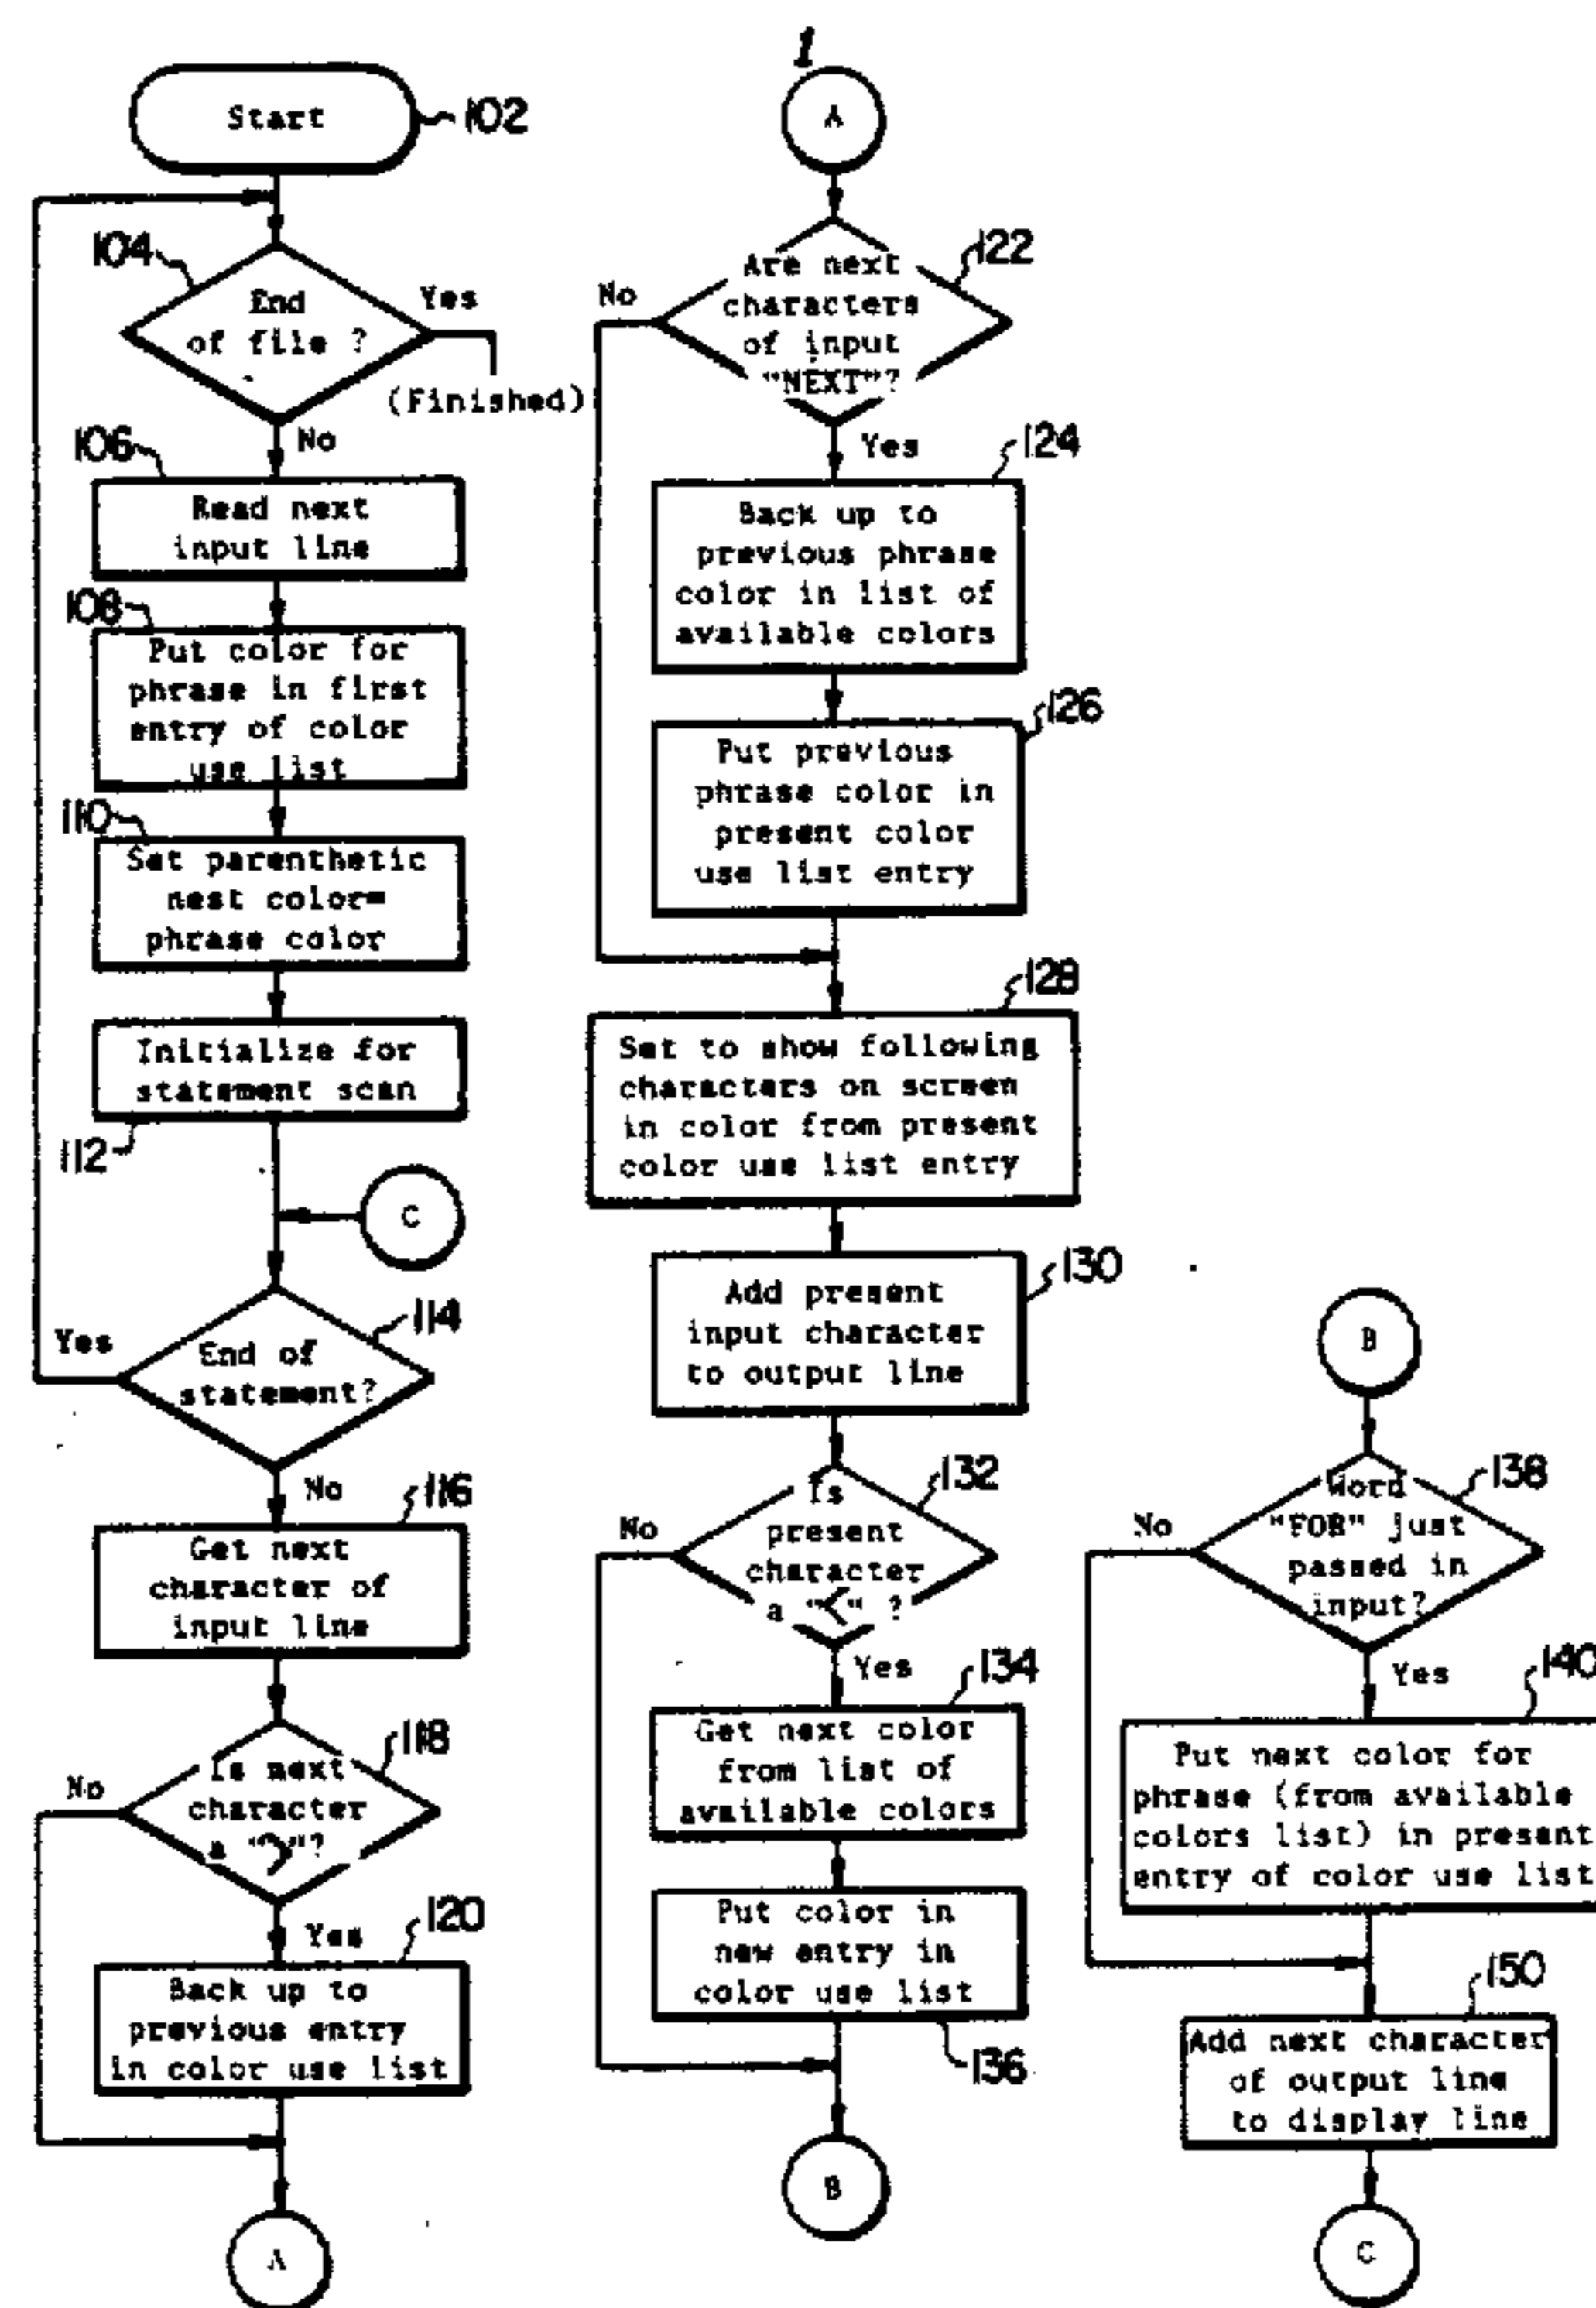 1
Start
102
104
End
of file ?
Yes
(Finished)
No
106
Read next
input line
108
Put color for
phrase in first
entry of color
use list
110
Set parenthetic
nest color=
phrase color
Initialize for
statement scan
112
C
114
Yes
End of
statement?
No
116
Get next
character of
input line
118
No
Is next
character
a ")"?
Yes
120
Back up to
previous entry
in color use list
A
A
122
No
Are next
characters
of input
"NEXT"?
Yes
124
Back up to
previous phrase
color in list of
available colors
126
Put previous
phrase color in
present color
use list entry
128
Set to show following
characters on screen
in color from present
color use list entry
130
Add present
input character
to output line
132
No
Is
present
character
a "(" ?
Yes
134
Get next color
from list of
available colors
Put color in
new entry in
color use list
136
B
B
138
No
Word
"FOR" just
passed in
input?
Yes
140
Put next color for
phrase (from available
colors list) in present
entry of color use list
150
Add next character
of output line
to display line
C